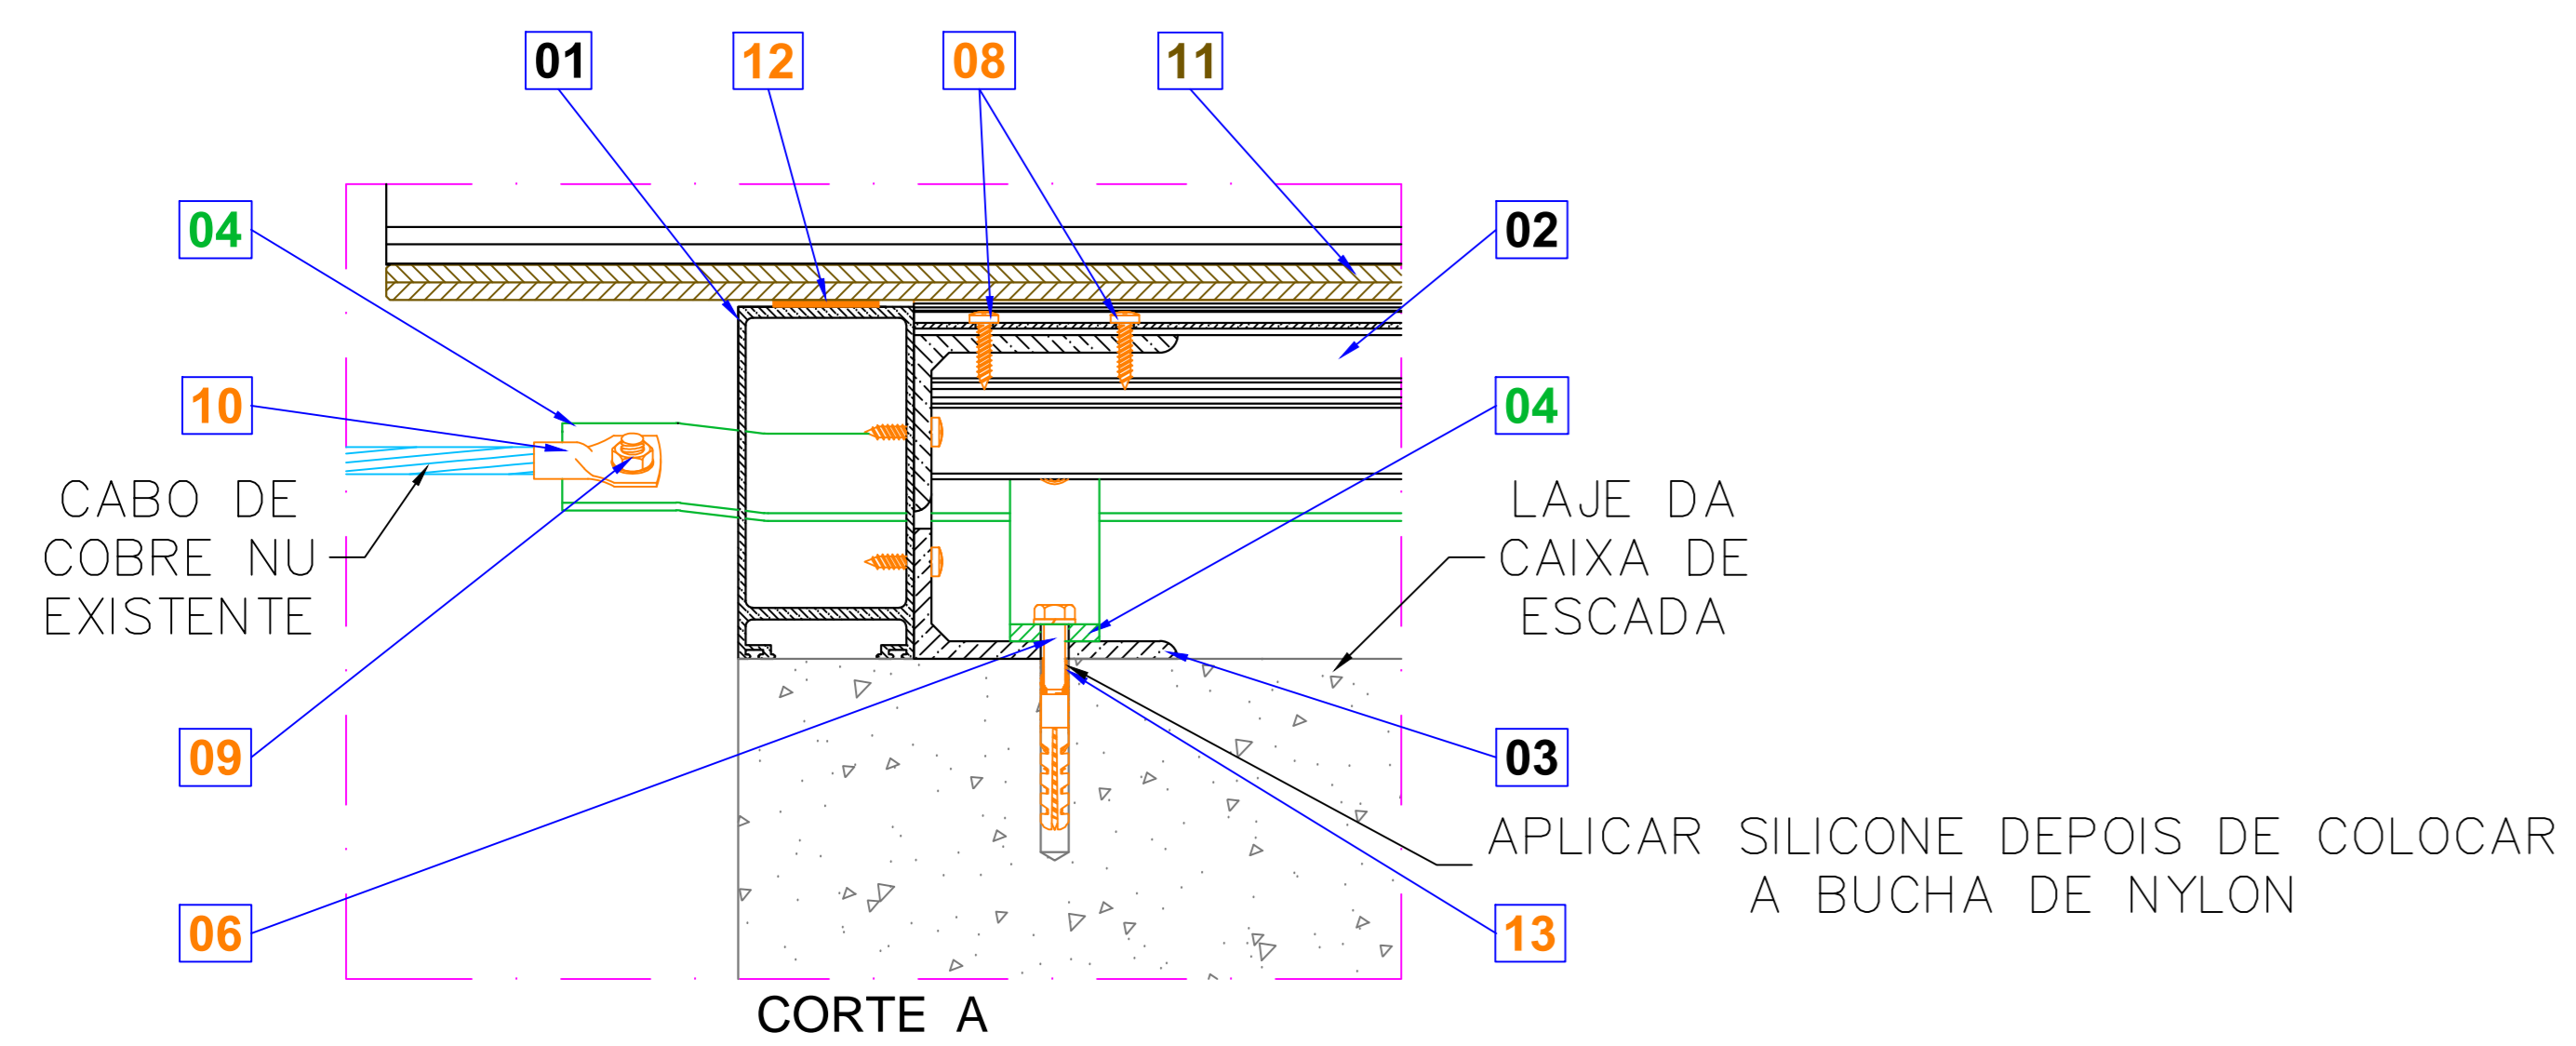 01 12 08 11
04 02
10 04
CABO DE
COBRE NU
EXISTENTE
LAJE DA
CAIXA DE
ESCADA
09 03
APLICAR SILICONE DEPOIS DE COLOCAR
A BUCHA DE NYLON
06 13
CORTE A